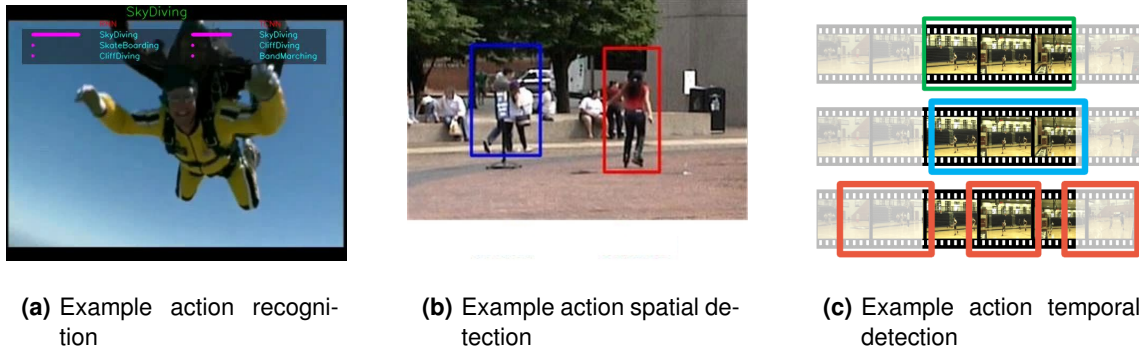 SkyDiving
SkyDiving
SkyDiving
SkateBoarding
CliffDiving
CliffDiving
BandMarching
(a) Example action recogni-
tion
(b) Example action spatial de-
tection
(c) Example action temporal
detection